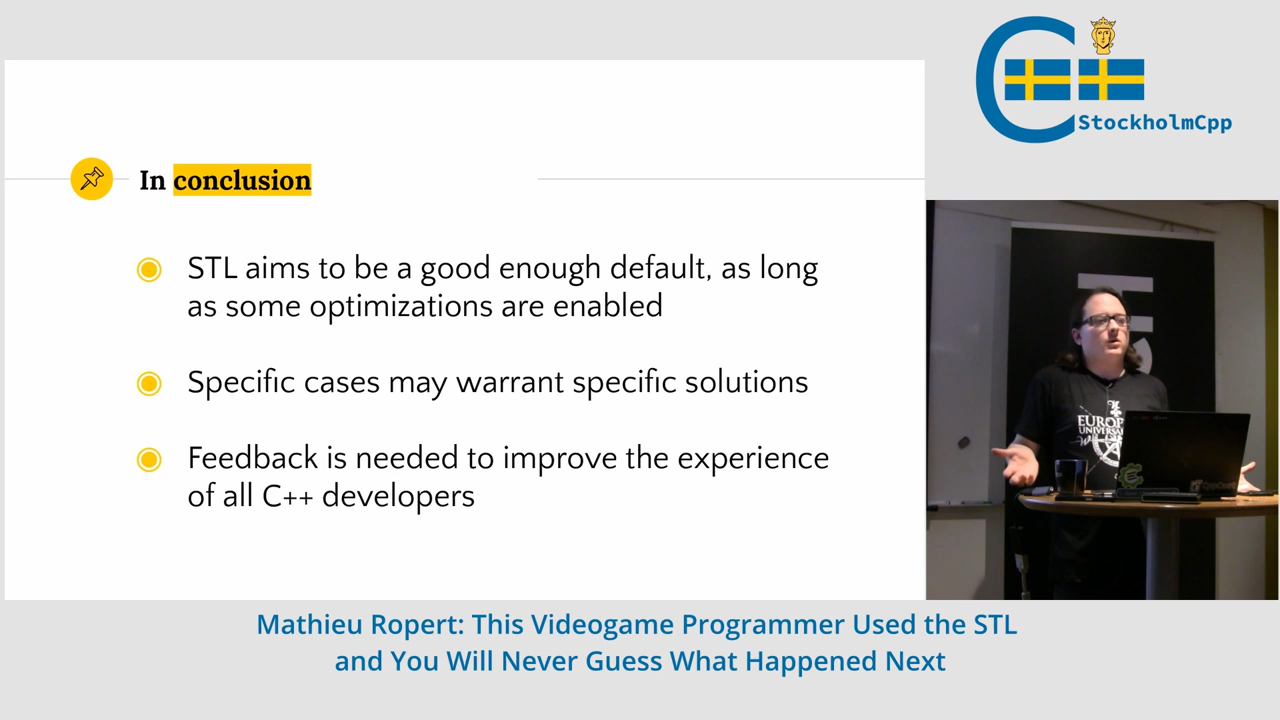 StockholmCpp
In conclusion
STL aims to be a good enough default, as long
as some optimizations are enabled
Specific cases may warrant specific solutions
Feedback is needed to improve the experience
of all C++ developers
EUROPA
UNIVERSALIS
Mathieu Ropert: This Videogame Programmer Used the STL
and You Will Never Guess What Happened Next